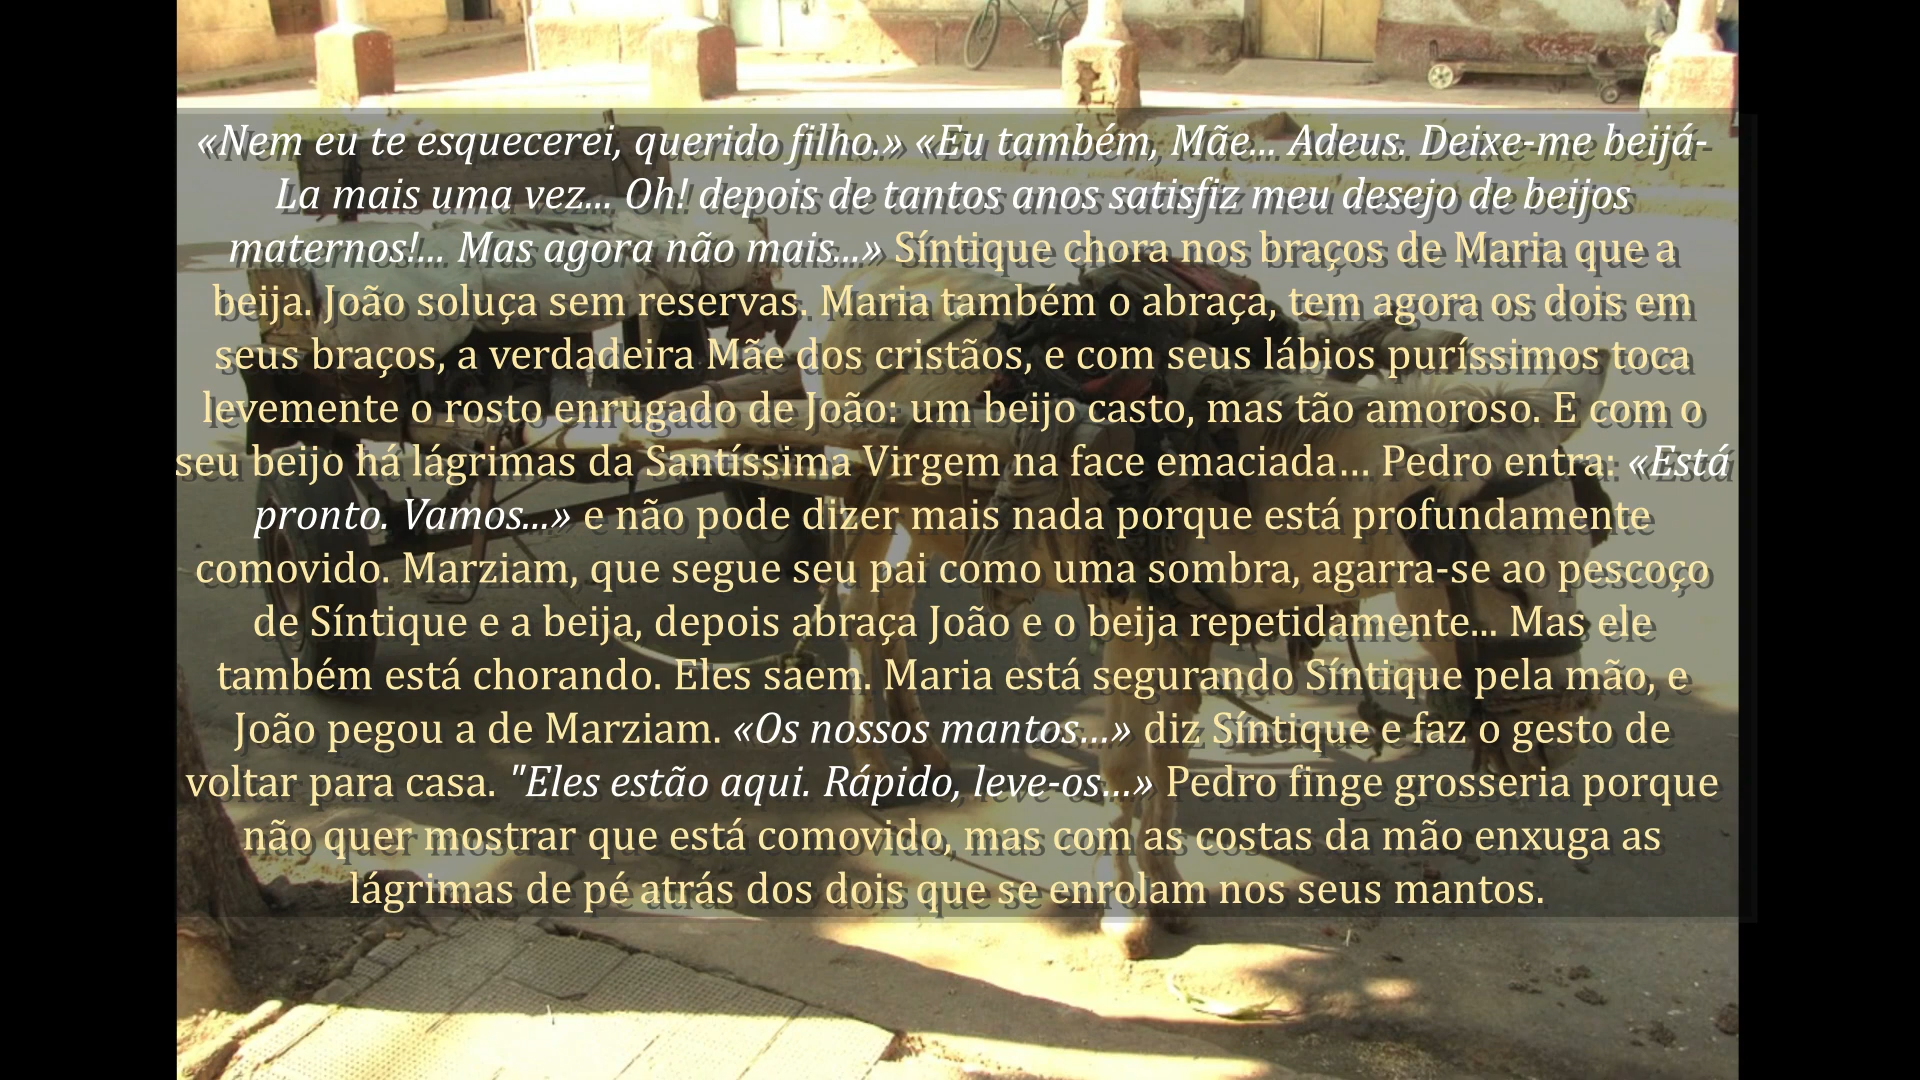 «Nem eu te esquecerei, querido filho.» «Eu também, Mãe... Adeus. Deixe-me beijá-
La mais uma vez... Oh! depois de tantos anos satisfiz meu desejo de beijos
maternos!... Mas agora não mais...» Síntique chora nos braços de Maria que a
beija. João soluça sem reservas. Maria também o abraça, tem agora os dois em
seus braços, a verdadeira Mãe dos cristãos, e com seus lábios puríssimos toca
levemente o rosto enrugado de João: um beijo casto, mas tão amoroso. E com o
seu beijo há lágrimas da Santíssima Virgem na face emaciada... Pedro entra: «Está
pronto. Vamos...» e não pode dizer mais nada porque está profundamente
comovido. Marziam, que segue seu pai como uma sombra, agarra-se ao pescoço
de Síntique e a beija, depois abraça João e o beija repetidamente... Mas ele
também está chorando. Eles saem. Maria está segurando Síntique pela mão, e
João pegou a de Marziam. «Os nossos mantos...» diz Síntique e faz o gesto de
voltar para casa. "Eles estão aqui. Rápido, leve-os...» Pedro finge grosseria porque
não quer mostrar que está comovido, mas com as costas da mão enxuga as
lágrimas de pé atrás dos dois que se enrolam nos seus mantos.